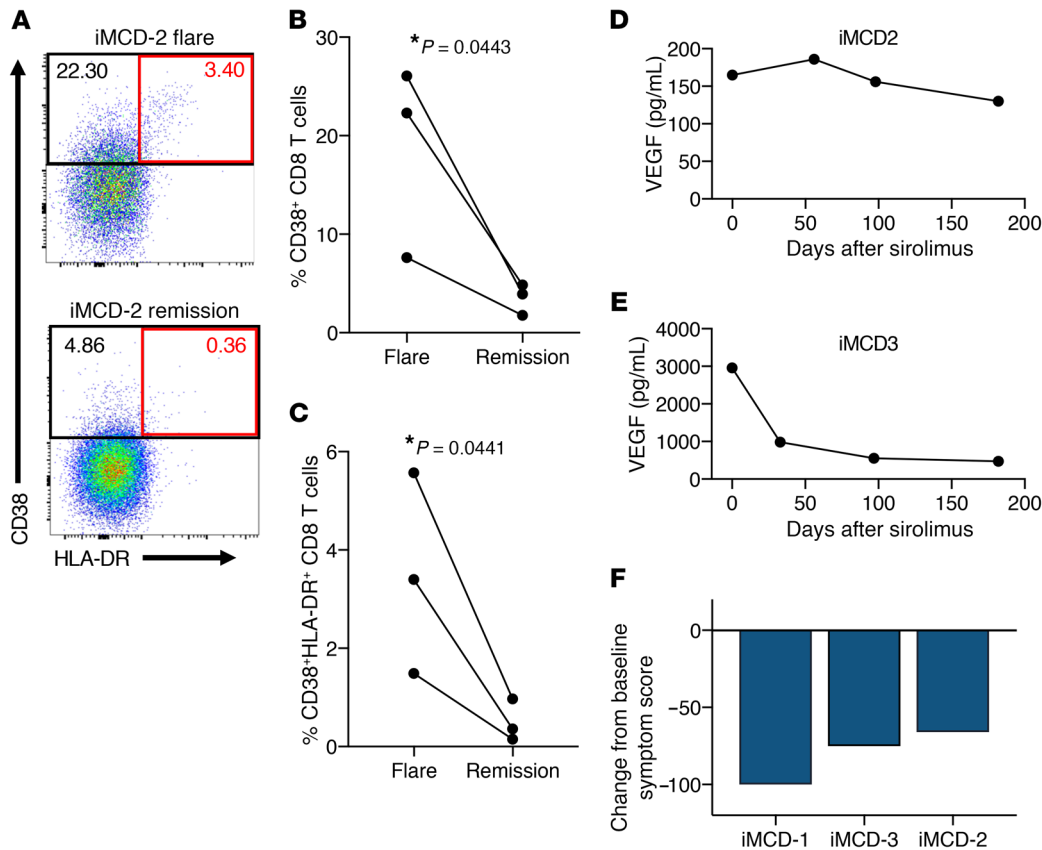 A
iMCD-2 flare
22.30
3.40
iMCD-2 remission
4.86
0.36
CD38
HLA-DR
B
*P = 0.0443
% CD38+ CD8 T cells
30
20
10
0
Flare Remission
C
*P = 0.0441
% CD38+HLA-DR+ CD8 T cells
6
4
2
0
Flare Remission
D
iMCD2
VEGF (pg/mL)
200
150
100
50
0
0 50 100 150 200
Days after sirolimus
E
iMCD3
VEGF (pg/mL)
4000
3000
2000
1000
0
0 50 100 150 200
Days after sirolimus
F
Change from baseline
symptom score
0
−50
−100
iMCD-1 iMCD-3 iMCD-2